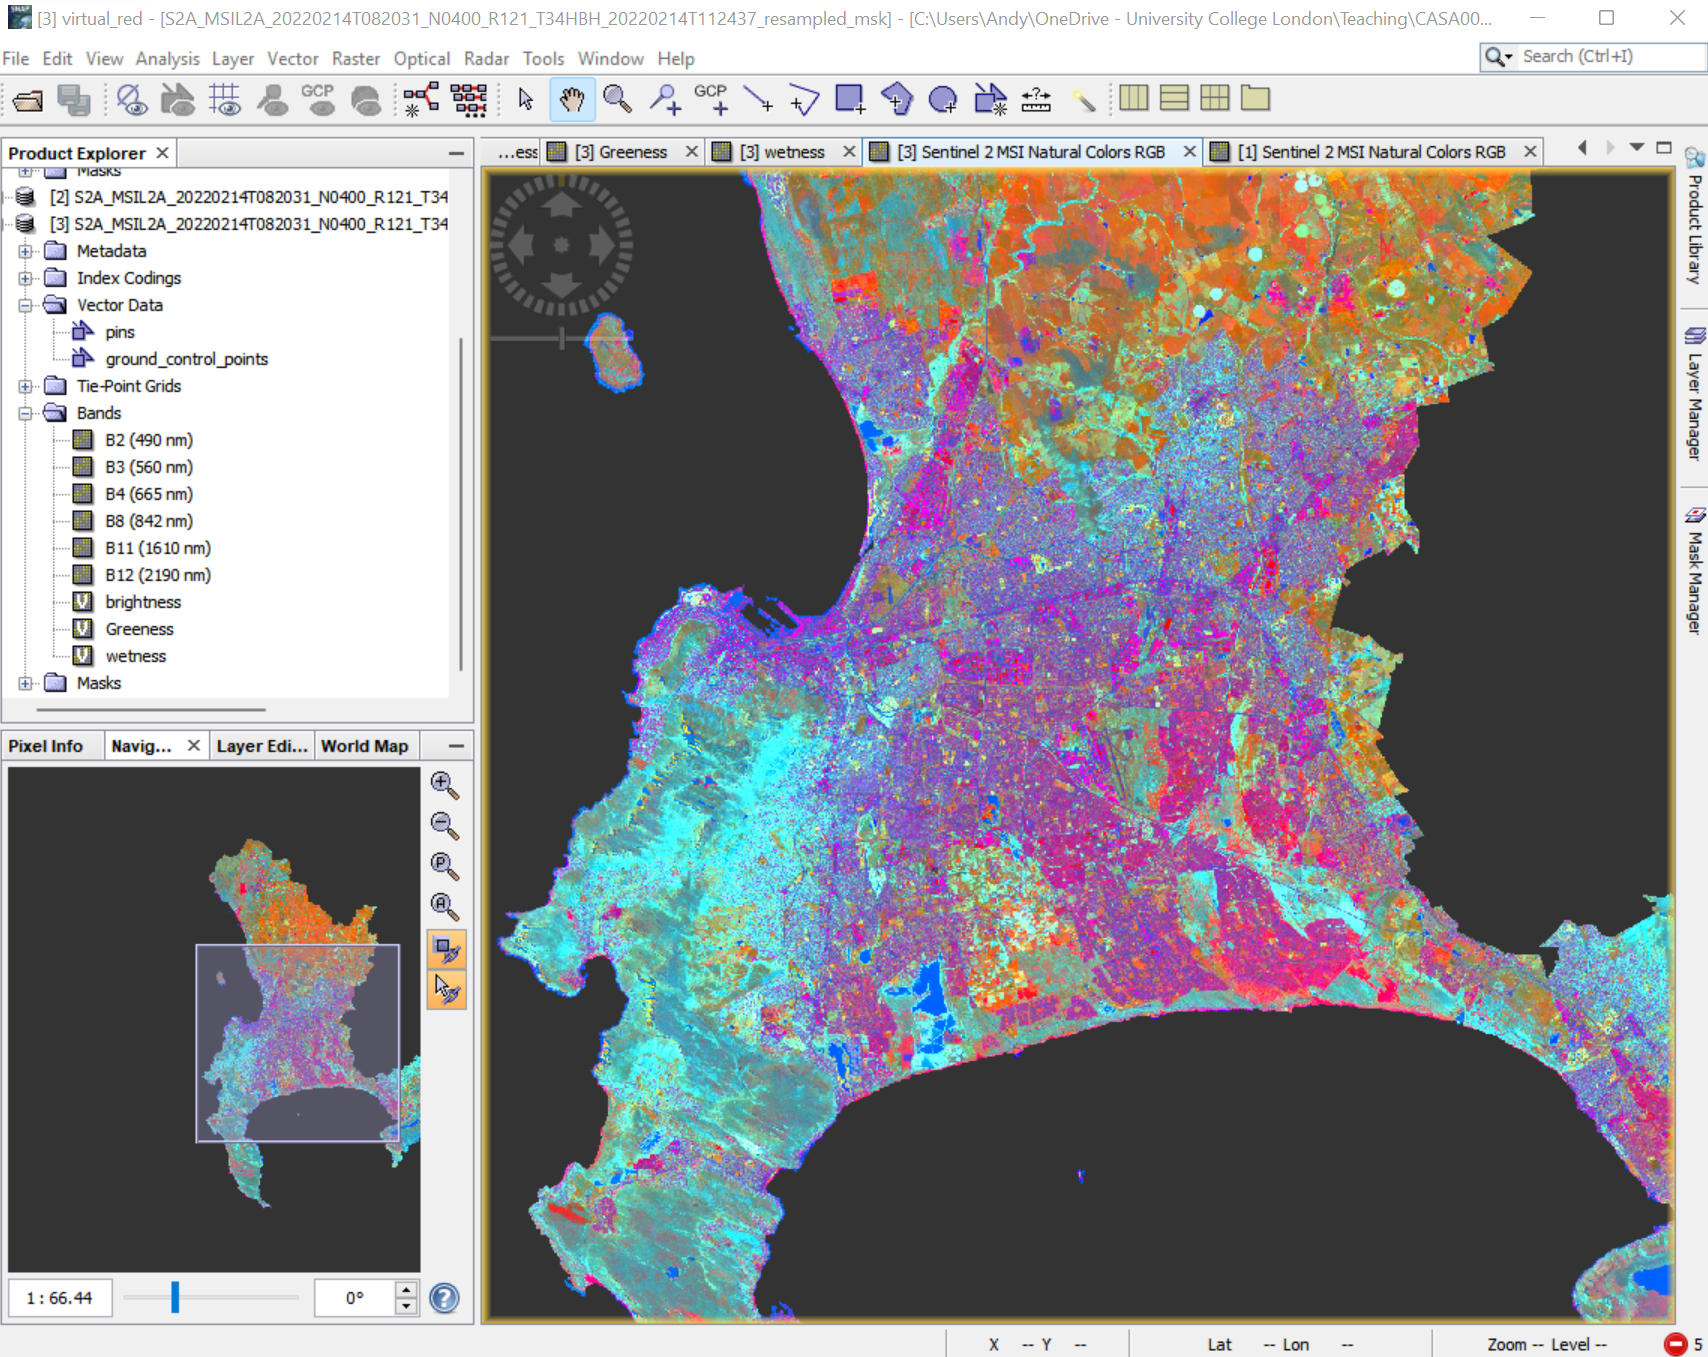 [3] virtual_red - [S2A_MSIL2A_20220214T082031_N0400_R121_T34HBH_20220214T112437_resampled_msk] - [C:\Users\Andy\OneDrive - University College London\Teaching\CASA00...
File Edit View Analysis Layer Vector Raster Optical Radar Tools Window Help
Search (Ctrl+I)
GCP
GCP
Product Explorer
...ess
[3] Greeness
[3] wetness
[3] Sentinel 2 MSI Natural Colors RGB
[1] Sentinel 2 MSI Natural Colors RGB
Masks
[2] S2A_MSIL2A_20220214T082031_N0400_R121_T34
[3] S2A_MSIL2A_20220214T082031_N0400_R121_T34
Metadata
Index Codings
Vector Data
pins
ground_control_points
Tie-Point Grids
Bands
B2 (490 nm)
B3 (560 nm)
B4 (665 nm)
B8 (842 nm)
B11 (1610 nm)
B12 (2190 nm)
brightness
Greeness
wetness
Masks
Product Library
Layer Manager
Mask Manager
Pixel Info
Navig...
Layer Edi...
World Map
1 : 66.44
0°
X -- Y --
Lat -- Lon --
Zoom -- Level --
5